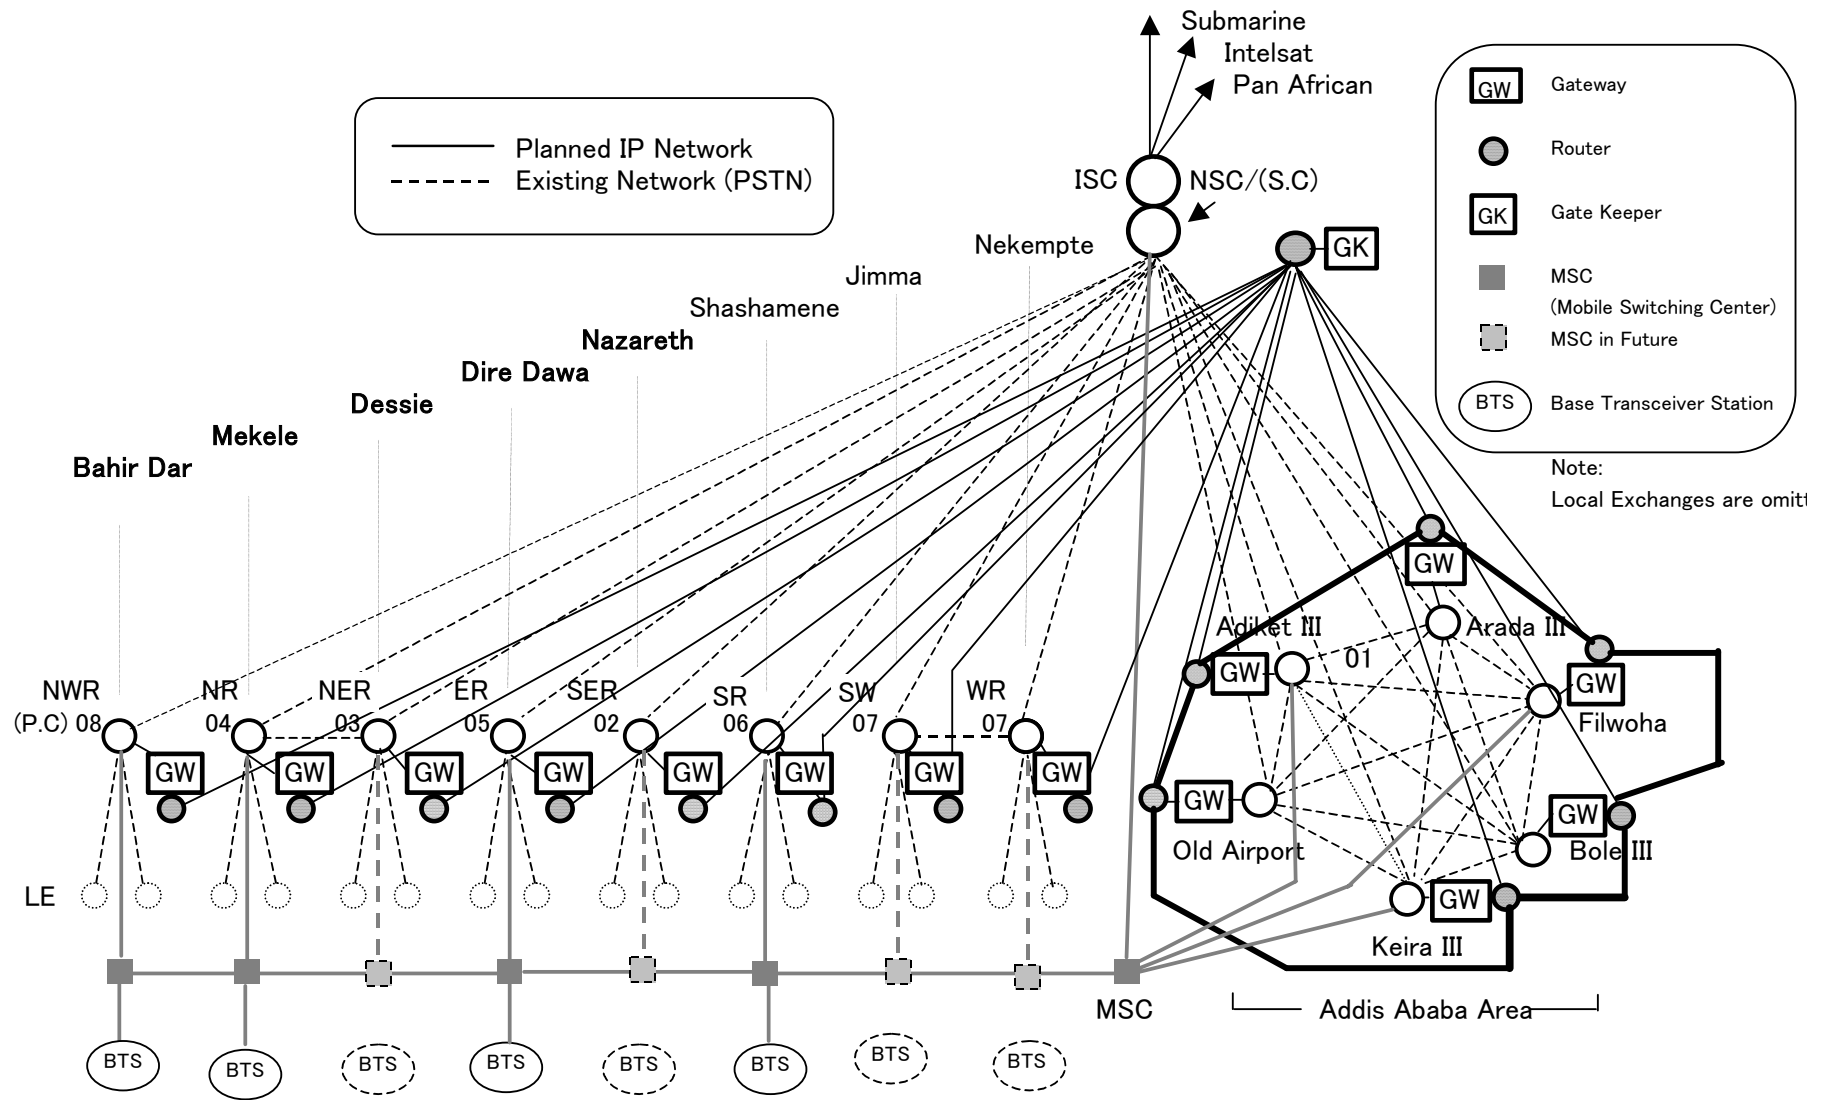 Submarine
Intelsat
Pan African
Planned IP Network
Existing Network (PSTN)
ISC
NSC/(S.C)
GK
GW
Gateway
Router
GK
Gate Keeper
MSC
(Mobile Switching Center)
MSC in Future
BTS
Base Transceiver Station
Note:
Local Exchanges are omitt
Nekempte
Jimma
Shashamene
Nazareth
Dire Dawa
Dessie
Mekele
Bahir Dar
NWR
(P.C) 08
NR
04
NER
03
ER
05
SER
02
SR
06
SW
07
WR
07
GW
GW
GW
GW
GW
GW
GW
GW
LE
GW
Adiket III
Arada III
01
GW
GW
Filwoha
GW
Old Airport
GW
Bole III
GW
Keira III
MSC
Addis Ababa Area
BTS
BTS
BTS
BTS
BTS
BTS
BTS
BTS